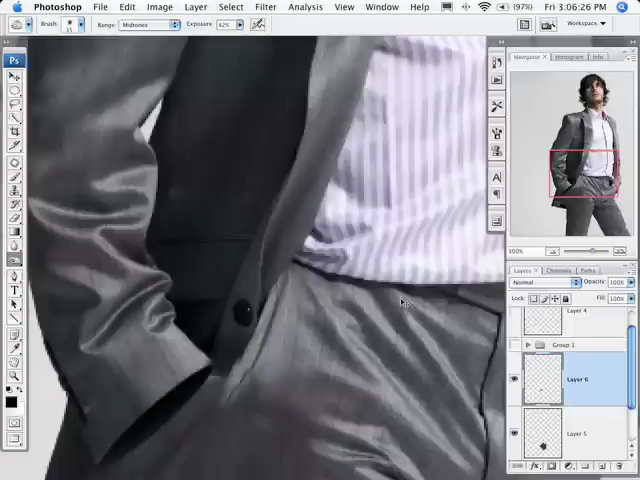 Photoshop File Edit Image Layer Select Filter Analysis View Window Help (97%) Fri 3:06:26 PM
Brush: Range: Midtones Exposure: 42% Workspace
Ps
Navigator Histogram Info
300%
Layers Channels Paths
Normal Opacity: 100%
Lock: Fill: 100%
Layer 4
Group 1
Layer 6
Layer 5